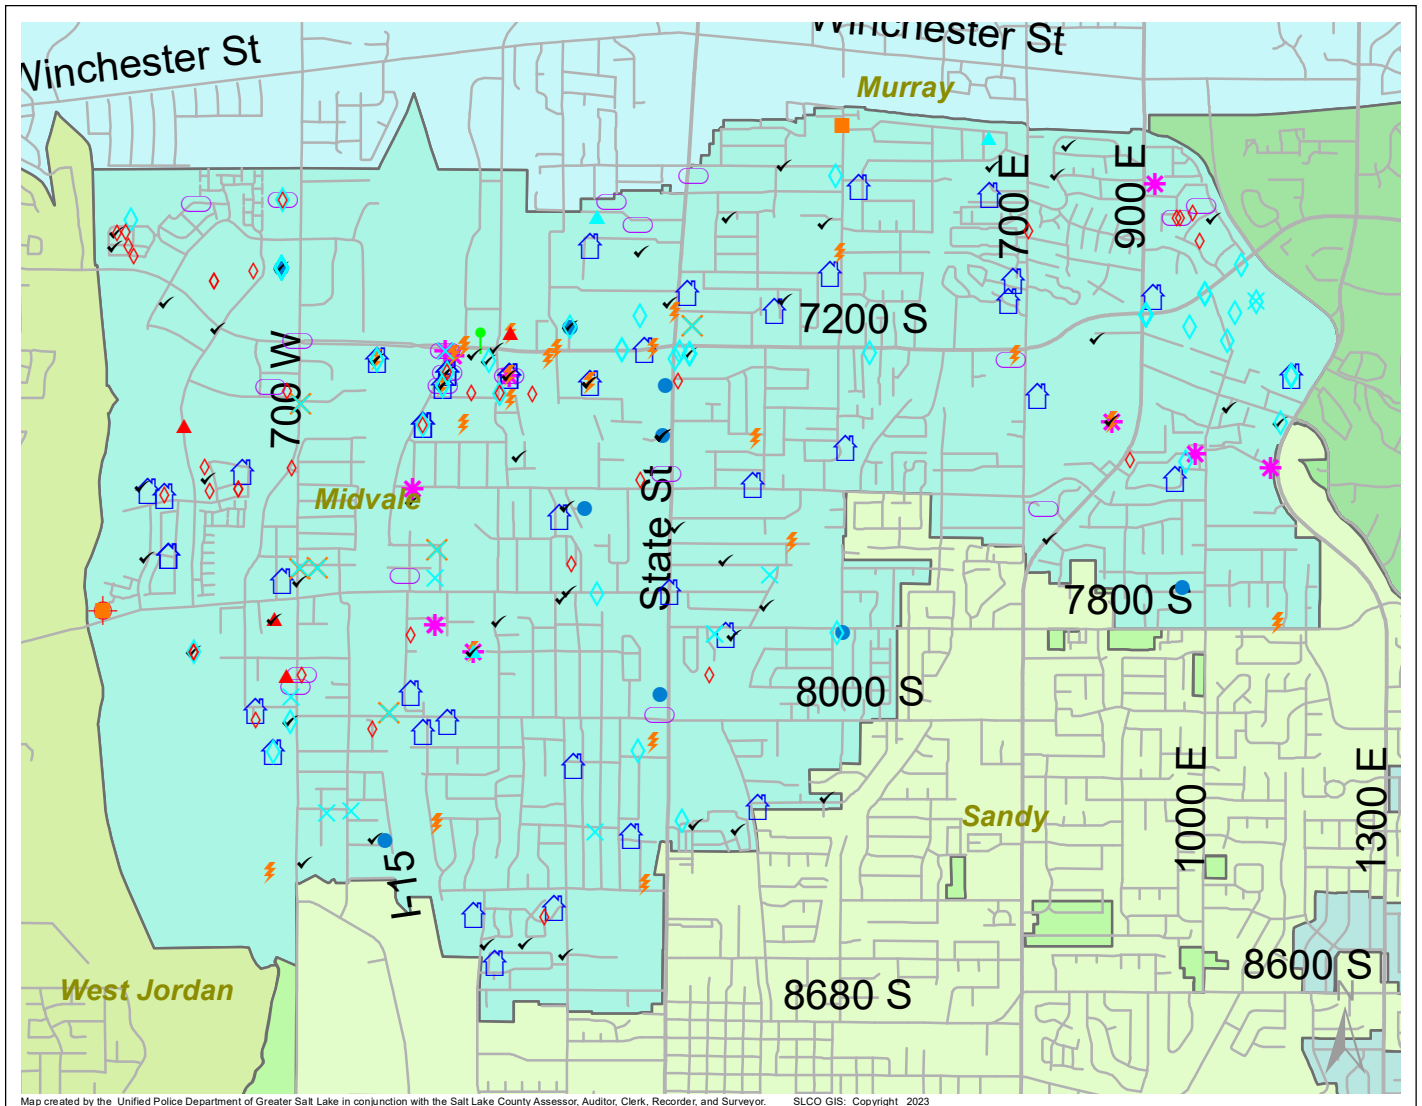 Winchester St
Winchester St
Murray
700 E
900 E
7200 S
700 W
Midvale
State St
7800 S
8000 S
Sandy
1000 E
1300 E
I-15
West Jordan
8680 S
8600 S
Map created by the Unified Police Department of Greater Salt Lake in conjunction with the Salt Lake County Assessor, Auditor, Clerk, Recorder, and Surveyor. SLCO GIS: Copyright 2023